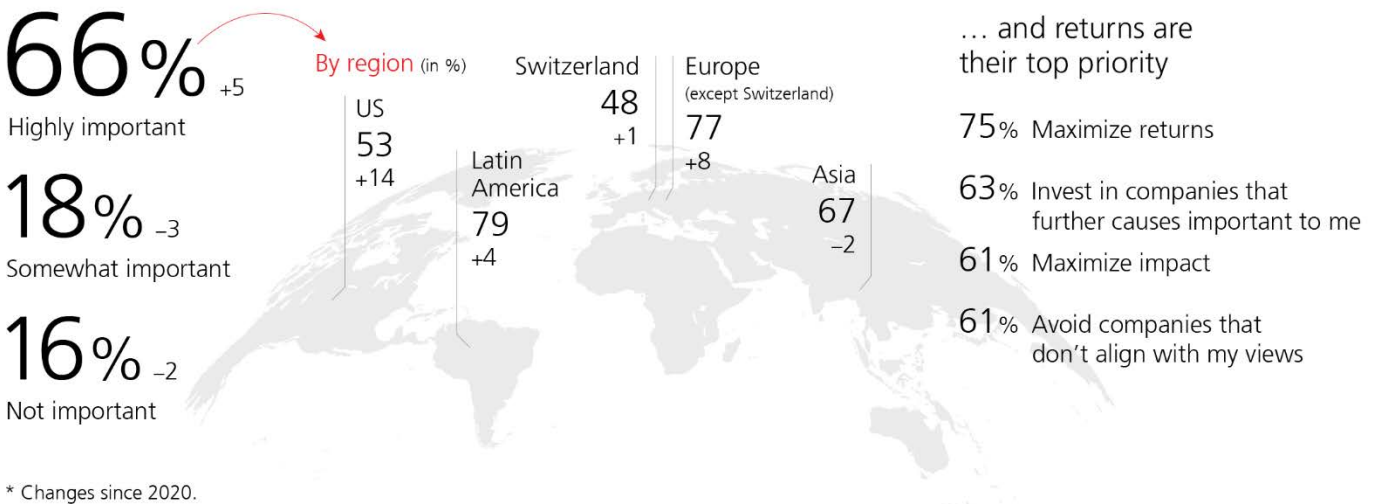 66% +5
Highly important
18% –3
Somewhat important
16% –2
Not important
* Changes since 2020.
By region (in %)
US
53
+14
Latin
America
79
+4
Switzerland
48
+1
Europe
(except Switzerland)
77
+8
Asia
67
–2
… and returns are
their top priority
75% Maximize returns
63% Invest in companies that
further causes important to me
61% Maximize impact
61% Avoid companies that
don't align with my views